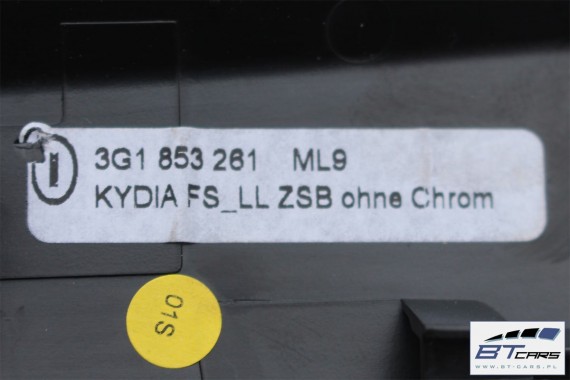 3G1 853 261 ML9
KYDIA FS_LL ZSB ohne Chrom
01S
BTCARS
WWW.BT-CARS.PL